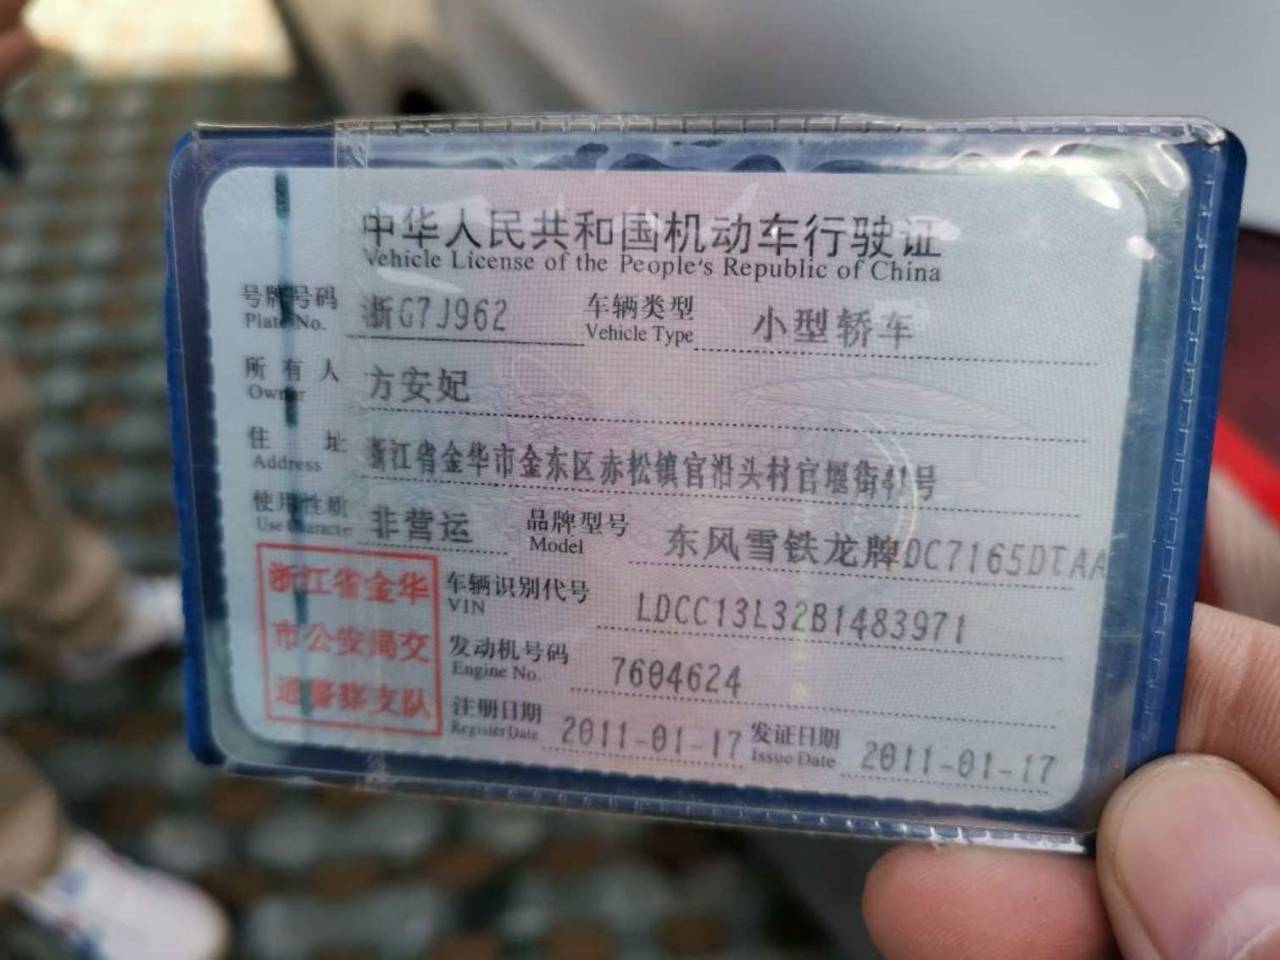 中华人民共和国机动车行驶证
Vehicle License of the People's Republic of China
号牌号码 浙G7J962 车辆类型 小型轿车
Plate No. Vehicle Type
所有人 方安妃
Owner
住址 浙江省金华市金东区赤松镇官沿头村官堰街41号
Address
使用性质 非营运 品牌型号 东风雪铁龙牌DC7165DTAA
Use Character Model
浙江省金华
市公安局交
通警察支队
车辆识别代号 LDCC13L32B1483971
VIN
发动机号码 7604624
Engine No.
注册日期 2011-01-17 发证日期 2011-01-17
Register Date Issue Date